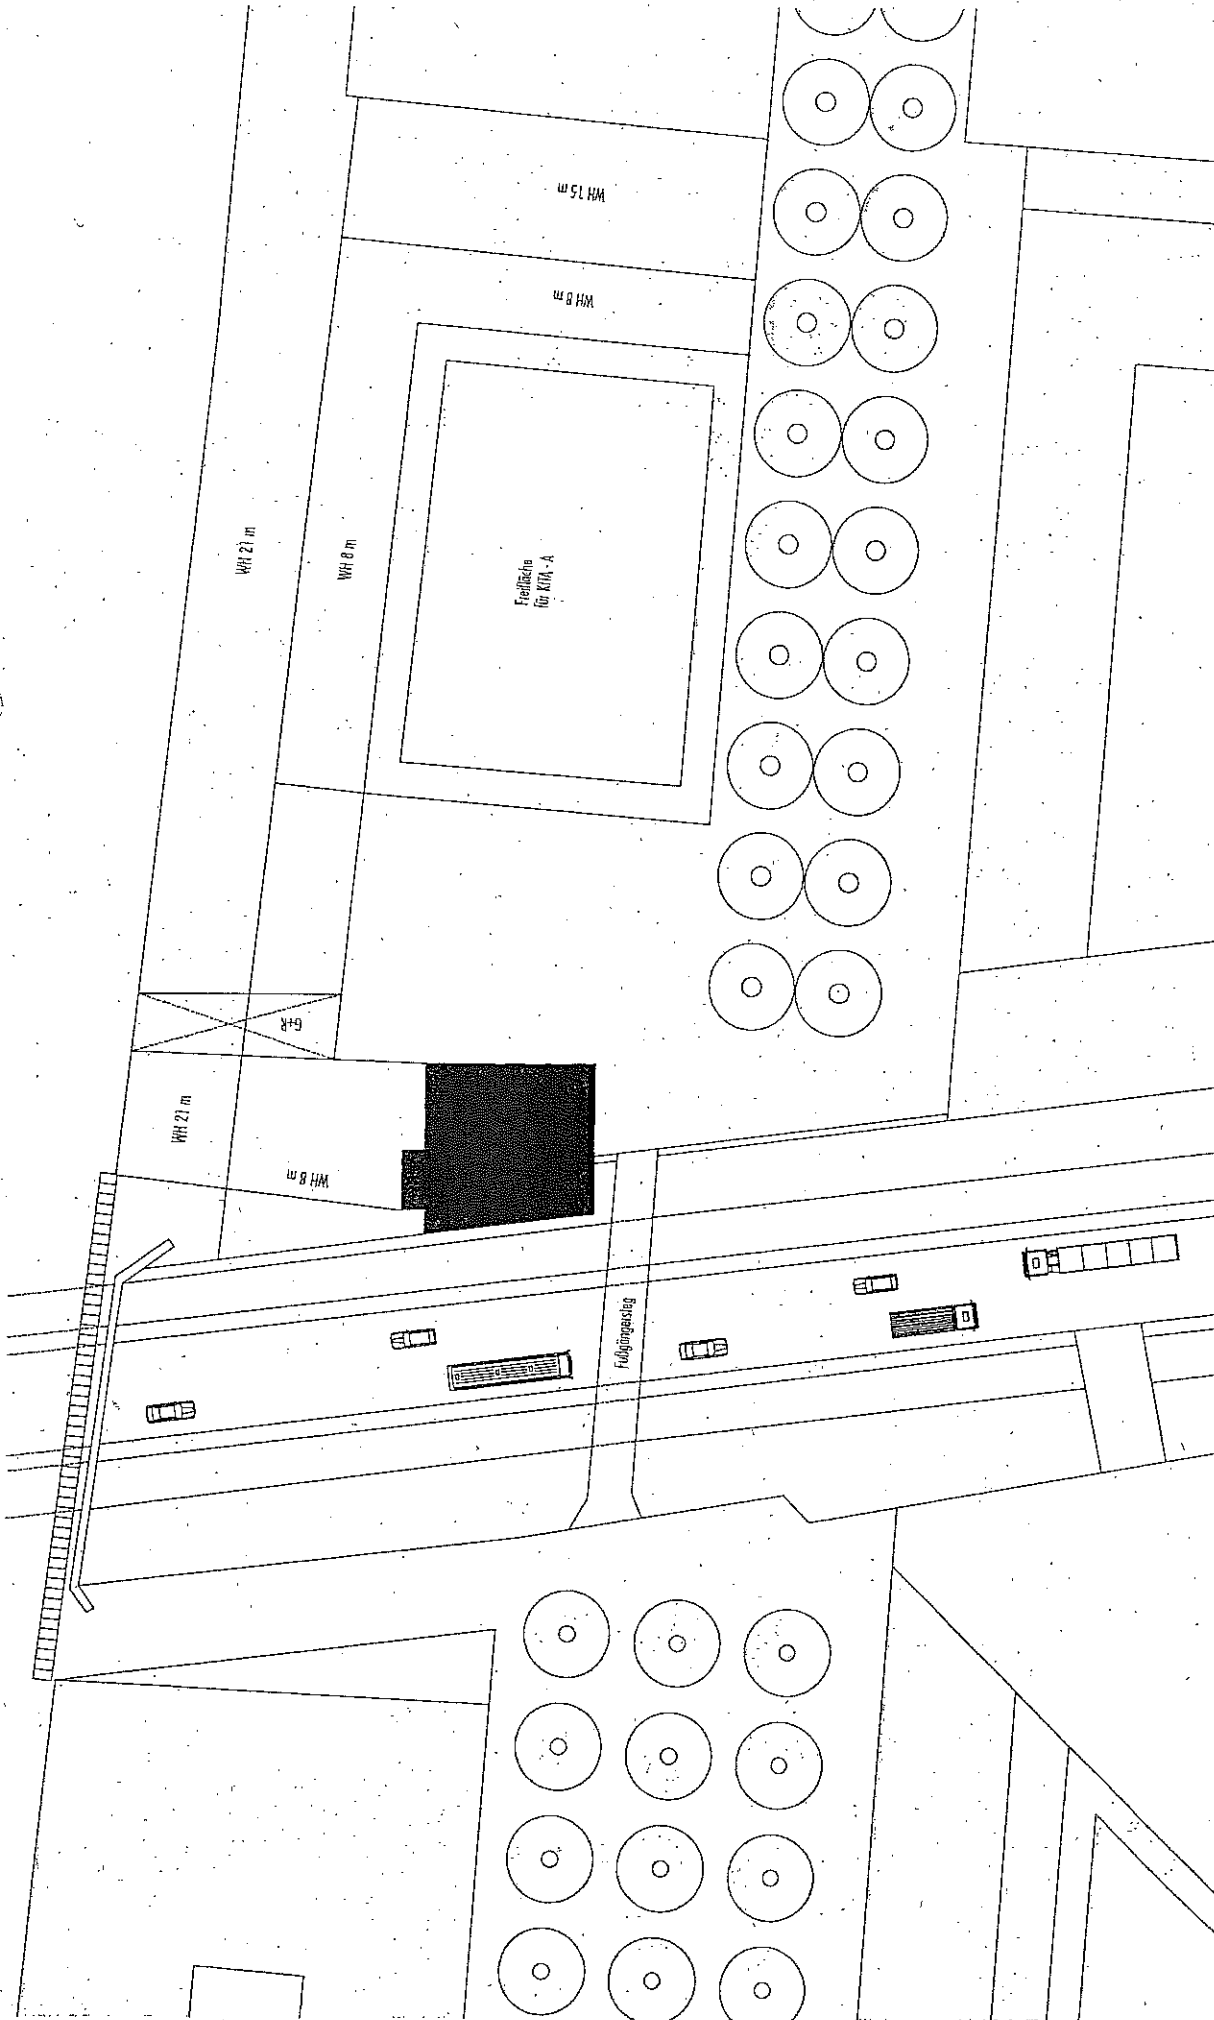 WH 15 m
WH 8 m
WH 21 m
WH 8 m
Freifläche
für KITA - A
G+R
WH 21 m
WH 8 m
Fußgängersteg